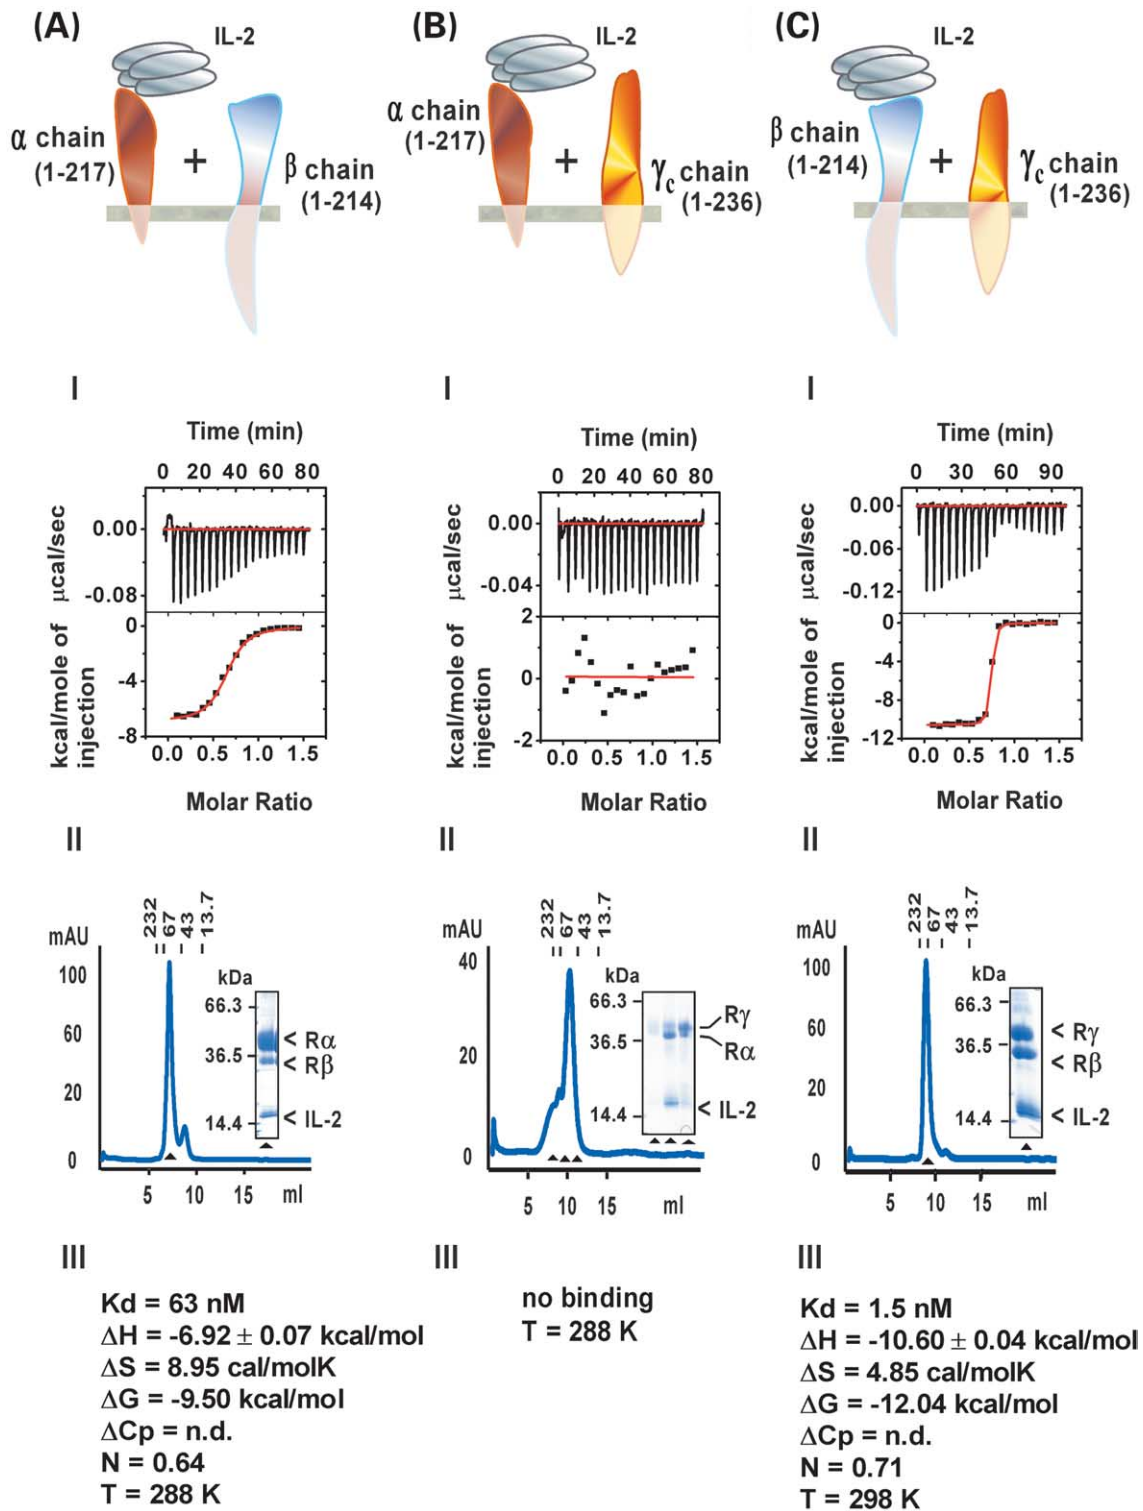 (A)
IL-2
α chain
(1-217)
+
β chain
(1-214)
(B)
IL-2
α chain
(1-217)
+
γc chain
(1-236)
(C)
IL-2
β chain
(1-214)
+
γc chain
(1-236)
I
Time (min)
0 20 40 60 80
μcal/sec
0.00
-0.08
kcal/mole of
injection
0
-4
-8
0.0 0.5 1.0 1.5
Molar Ratio
I
Time (min)
0 20 40 60 80
μcal/sec
0.00
-0.04
kcal/mole of
injection
2
0
-2
0.0 0.5 1.0 1.5
Molar Ratio
I
Time (min)
0 30 60 90
μcal/sec
0.00
-0.06
-0.12
kcal/mole of
injection
0
-4
-8
-12
0.0 0.5 1.0 1.5
Molar Ratio
II
mAU
100
60
20
0
232
67
43
13.7
kDa
66.3
36.5
14.4
< Rα
< Rβ
< IL-2
5 10 15 ml
II
mAU
40
20
0
232
67
43
13.7
kDa
66.3
36.5
14.4
Rγ
Rα
< IL-2
5 10 15 ml
II
mAU
100
60
20
0
232
67
43
13.7
kDa
66.3
36.5
14.4
< Rγ
< Rβ
< IL-2
5 10 15 ml
III
Kd = 63 nM
ΔH = -6.92 ± 0.07 kcal/mol
ΔS = 8.95 cal/molK
ΔG = -9.50 kcal/mol
ΔCp = n.d.
N = 0.64
T = 288 K
III
no binding
T = 288 K
III
Kd = 1.5 nM
ΔH = -10.60 ± 0.04 kcal/mol
ΔS = 4.85 cal/molK
ΔG = -12.04 kcal/mol
ΔCp = n.d.
N = 0.71
T = 298 K